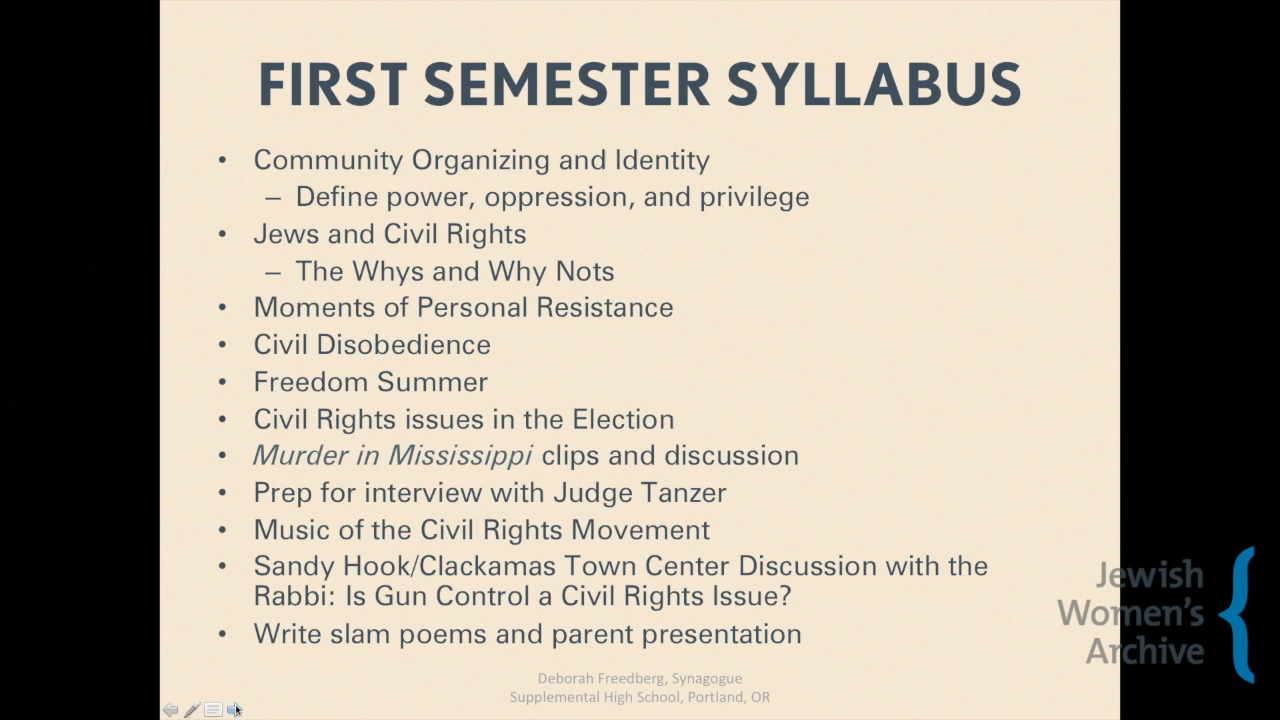 FIRST SEMESTER SYLLABUS
• Community Organizing and Identity
– Define power, oppression, and privilege
• Jews and Civil Rights
– The Whys and Why Nots
• Moments of Personal Resistance
• Civil Disobedience
• Freedom Summer
• Civil Rights issues in the Election
• Murder in Mississippi clips and discussion
• Prep for interview with Judge Tanzer
• Music of the Civil Rights Movement
• Sandy Hook/Clackamas Town Center Discussion with the
Rabbi: Is Gun Control a Civil Rights Issue?
• Write slam poems and parent presentation
Deborah Freedberg, Synagogue
Supplemental High School, Portland, OR
Jewish
Women's
Archive